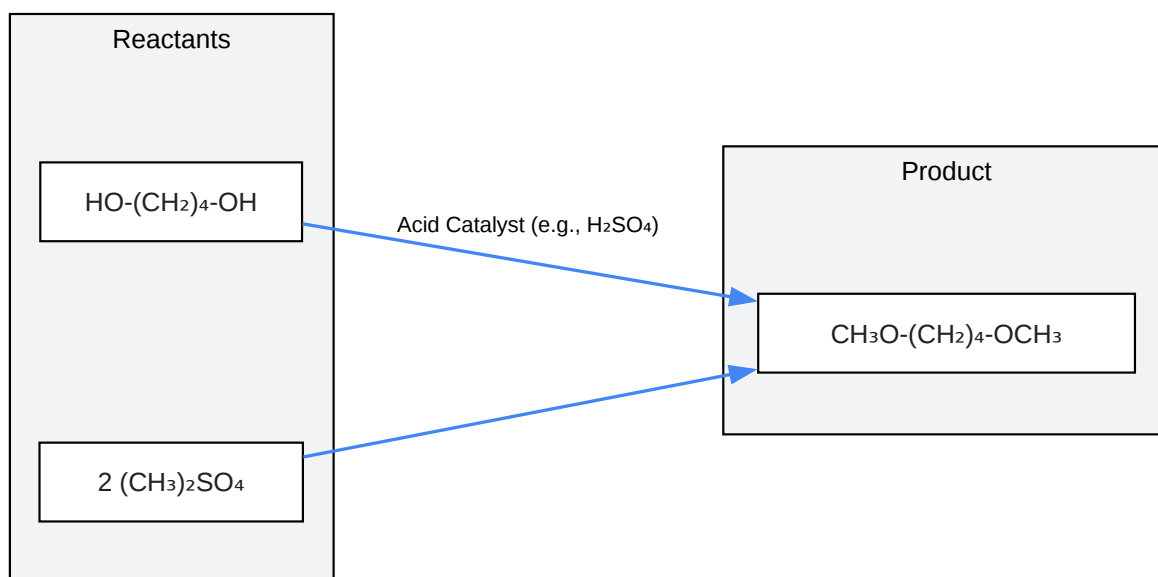 Reactants
HO-(CH₂)₄-OH
Acid Catalyst (e.g., H₂SO₄)
Product
CH₃O-(CH₂)₄-OCH₃
2 (CH₃)₂SO₄